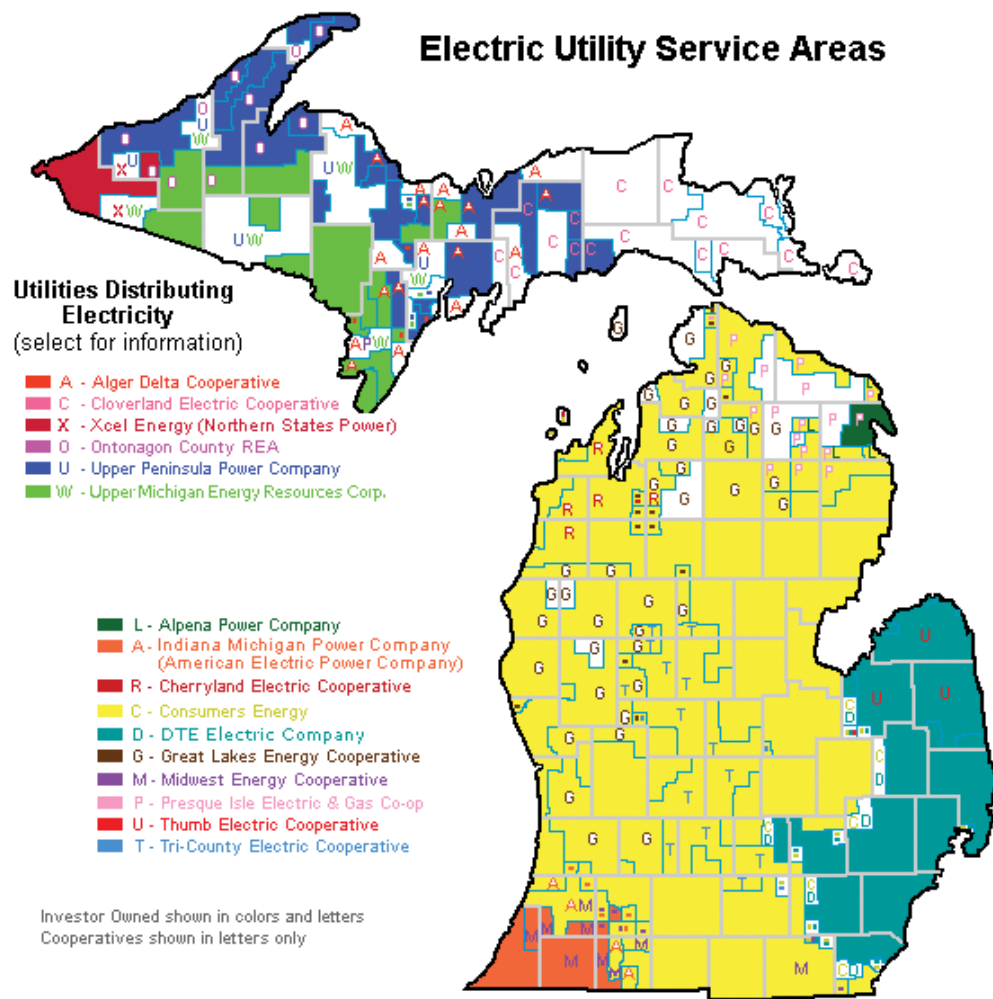 Electric Utility Service Areas
Utilities Distributing
Electricity
(select for information)
A - Alger Delta Cooperative
C - Cloverland Electric Cooperative
X - Xcel Energy (Northern States Power)
O - Ontonagon County REA
U - Upper Peninsula Power Company
W - Upper Michigan Energy Resources Corp.
L - Alpena Power Company
A - Indiana Michigan Power Company
(American Electric Power Company)
R - Cherryland Electric Cooperative
C - Consumers Energy
D - DTE Electric Company
G - Great Lakes Energy Cooperative
M - Midwest Energy Cooperative
P - Presque Isle Electric & Gas Co-op
U - Thumb Electric Cooperative
T - Tri-County Electric Cooperative
Investor Owned shown in colors and letters
Cooperatives shown in letters only